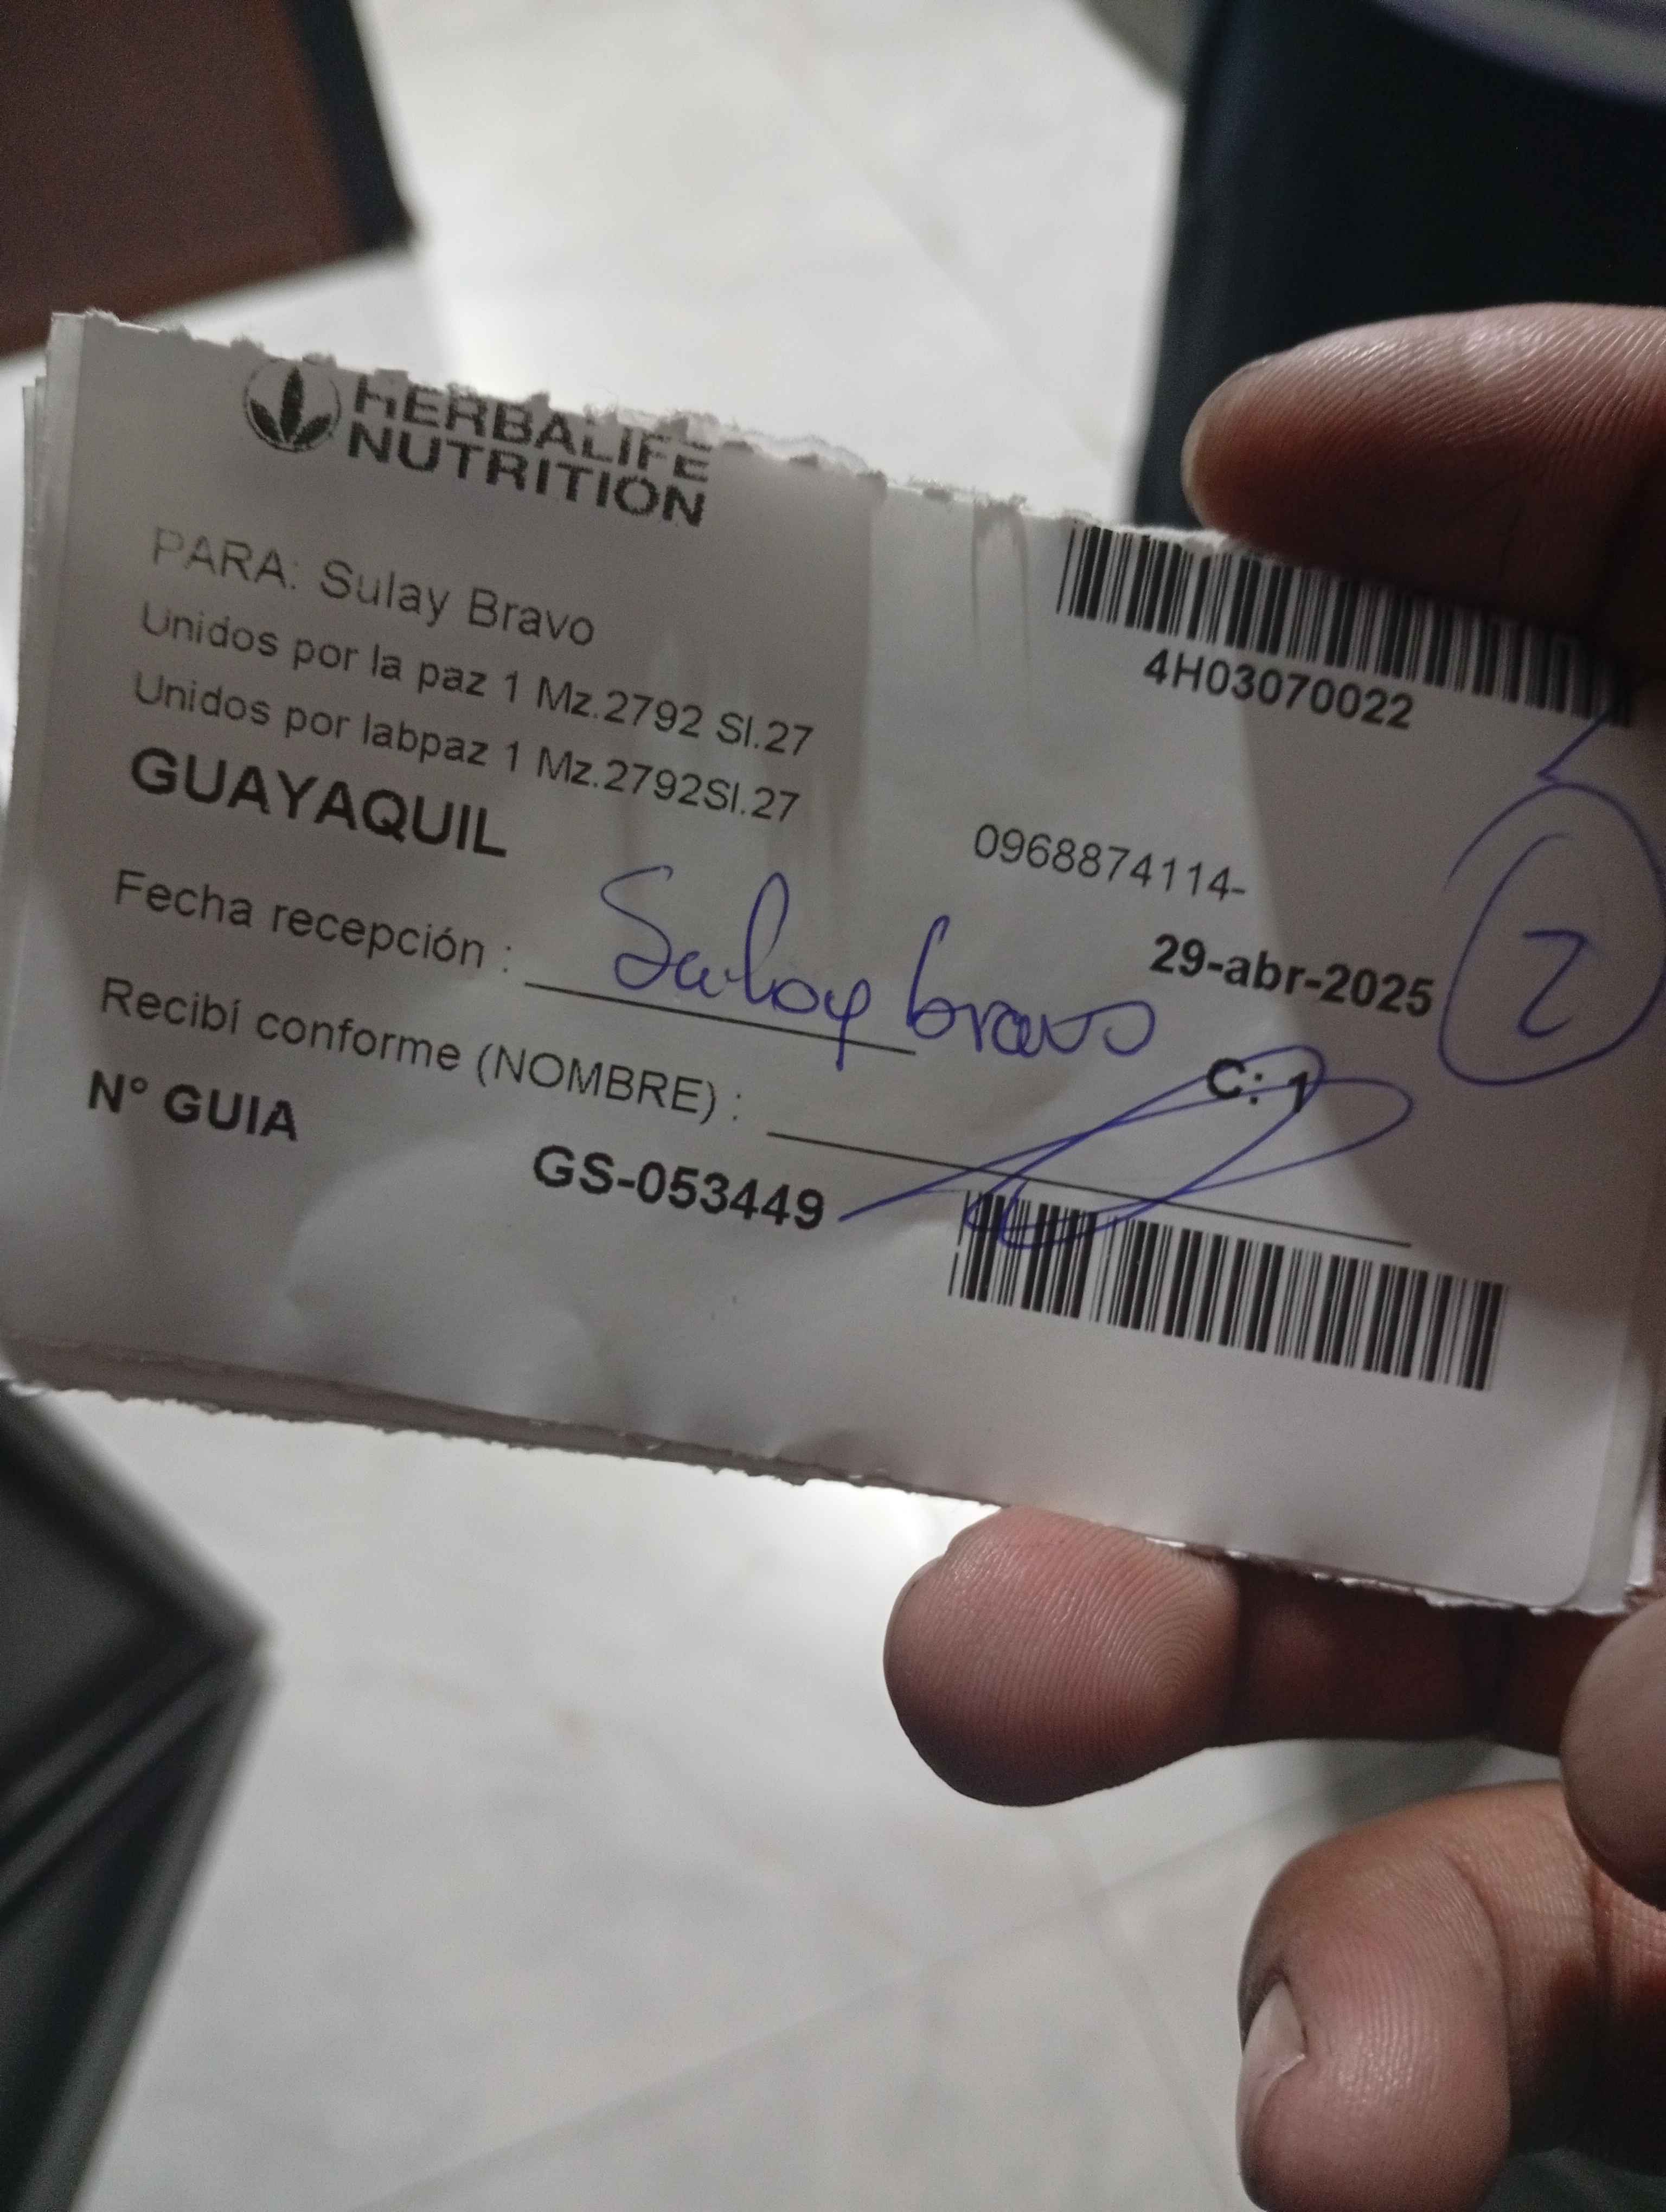 HERBALIFE
NUTRITION
PARA: Sulay Bravo
Unidos por la paz 1 Mz.2792 Sl.27
Unidos por labpaz 1 Mz.2792Sl.27
GUAYAQUIL
4H03070022
0968874114-
29-abr-2025
2
Fecha recepción : Sulay bravo
Recibí conforme (NOMBRE) :
C: 1
Nº GUIA
GS-053449